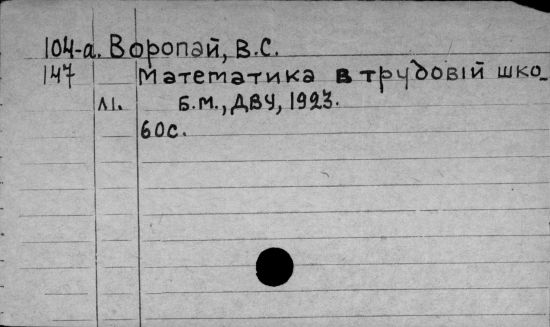 104-а. Воропай, В.С.
147 Математика в трудовій шко_
лі. Б.М., ДВУ, 1923.
60с.